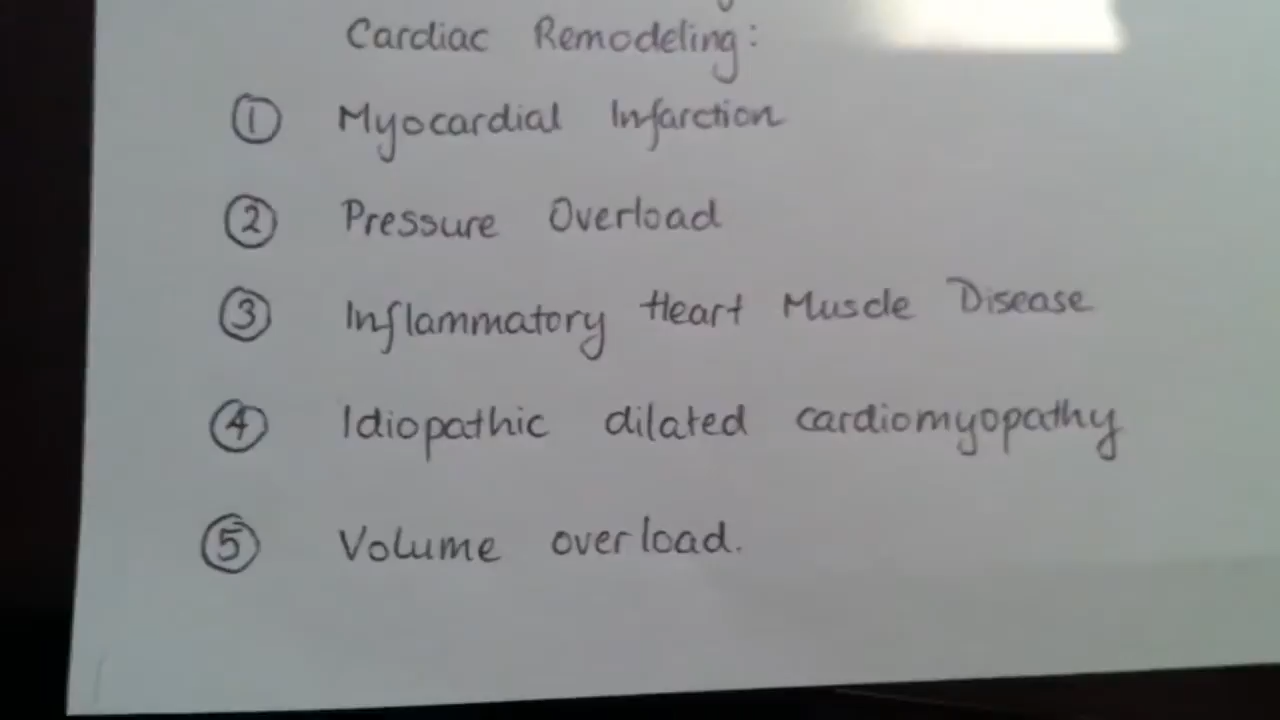 Cardiac Remodeling:
① Myocardial Infarction
② Pressure Overload
③ Inflammatory Heart Muscle Disease
④ Idiopathic dilated cardiomyopathy
⑤ Volume overload.